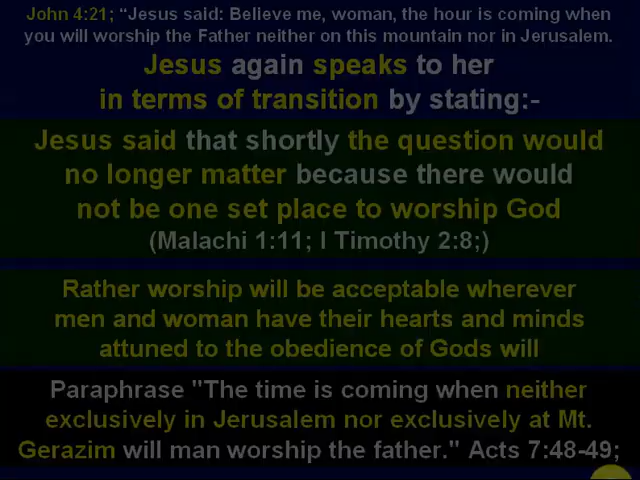 John 4:21; “Jesus said: Believe me, woman, the hour is coming when
you will worship the Father neither on this mountain nor in Jerusalem.
Jesus again speaks to her
in terms of transition by stating:-
Jesus said that shortly the question would
no longer matter because there would
not be one set place to worship God
(Malachi 1:11; I Timothy 2:8;)
Rather worship will be acceptable wherever
men and woman have their hearts and minds
attuned to the obedience of Gods will
Paraphrase "The time is coming when neither
exclusively in Jerusalem nor exclusively at Mt.
Gerazim will man worship the father." Acts 7:48-49;